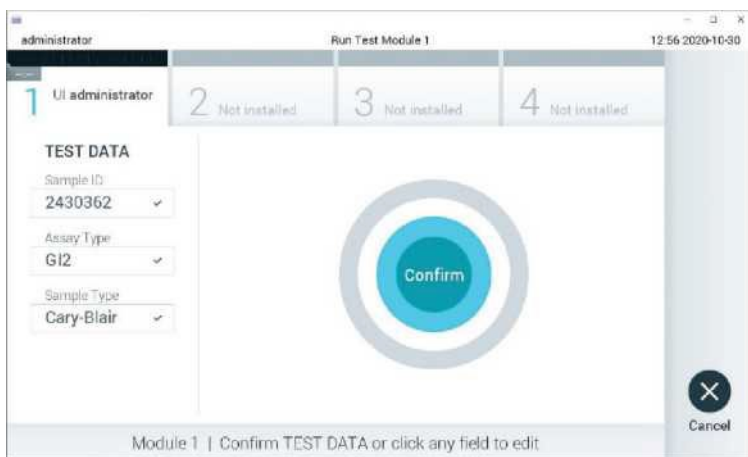 administrator Run Test Module 1 12:56 2020-10-30
1 UI administrator
2 Not installed
3 Not installed
4 Not installed
TEST DATA
Sample ID
2430362
Assay Type
GI2
Sample Type
Cary-Blair
Confirm
Cancel
Module 1 | Confirm TEST DATA or click any field to edit